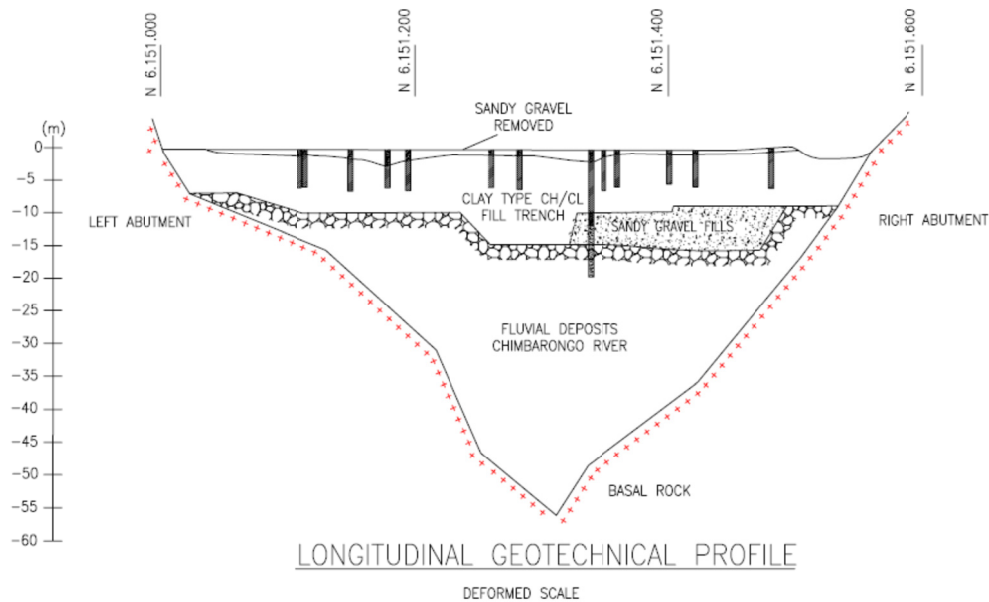 N 6.151.000
N 6.151.200
N 6.151.400
N 6.151.600
SANDY GRAVEL
REMOVED
(m)
0
-5
-10
-15
-20
-25
-30
-35
-40
-45
-50
-55
-60
CLAY TYPE CH/CL
FILL TRENCH
LEFT ABUTMENT
SANDY GRAVEL FILLS
RIGHT ABUTMENT
FLUVIAL DEPOSTS
CHIMBARONGO RVER
BASAL ROCK
LONGITUDINAL GEOTECHNICAL PROFILE
DEFORMED SCALE